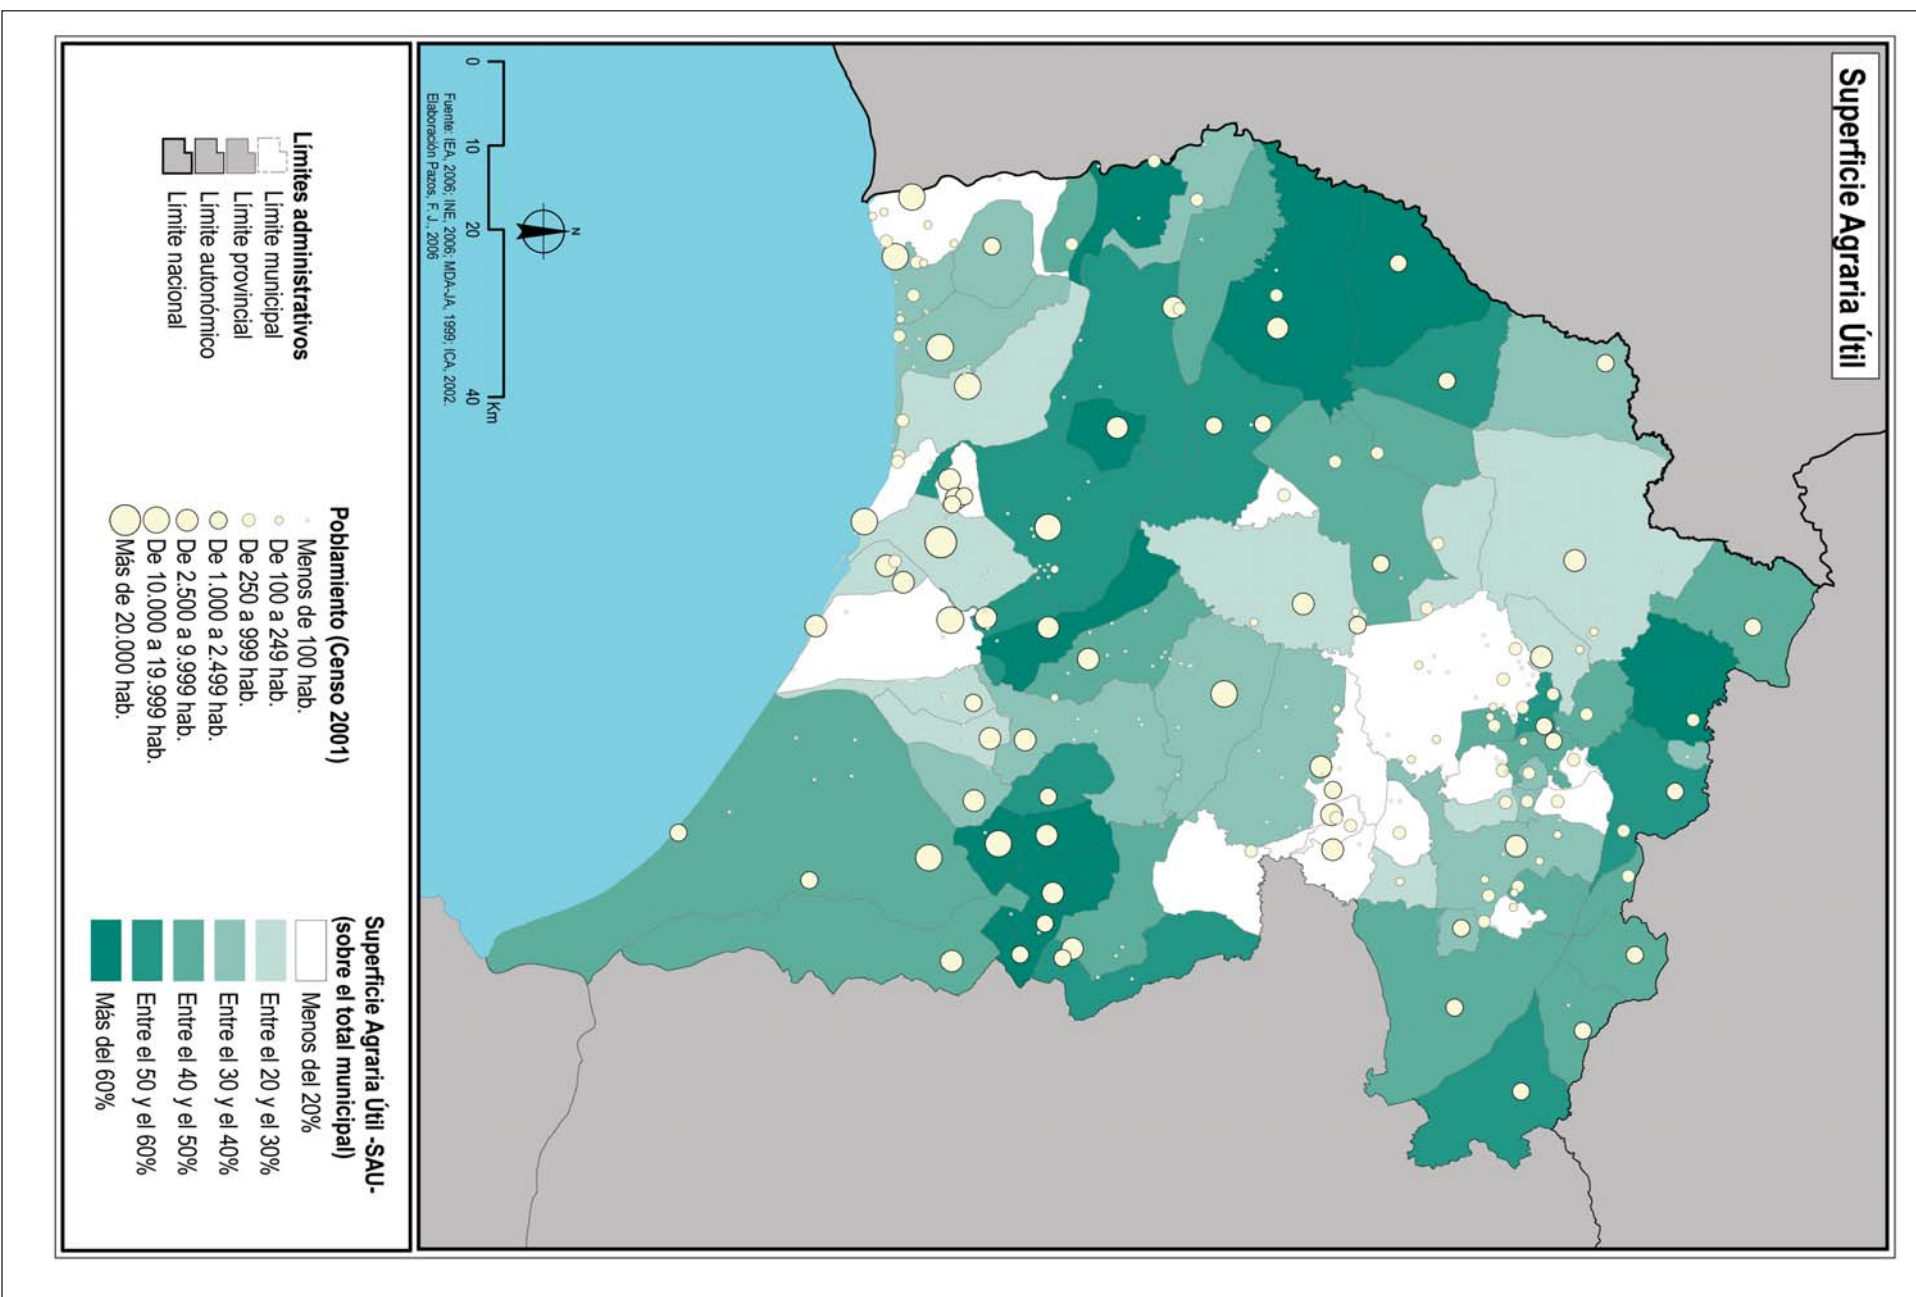 Superficie Agraria Útil
N
0 10 20 40 Km
Fuente: IEA, 2006; INE, 2006; MDA-JA, 1999; ICA, 2002.
Elaboración Pazos, F. J., 2006
Límites administrativos
Límite municipal
Límite provincial
Límite autonómico
Límite nacional
Poblamiento (Censo 2001)
Menos de 100 hab.
De 100 a 249 hab.
De 250 a 999 hab.
De 1.000 a 2.499 hab.
De 2.500 a 9.999 hab.
De 10.000 a 19.999 hab.
Más de 20.000 hab.
Superficie Agraria Útil -SAU-
(sobre el total municipal)
Menos del 20%
Entre el 20 y el 30%
Entre el 30 y el 40%
Entre el 40 y el 50%
Entre el 50 y el 60%
Más del 60%